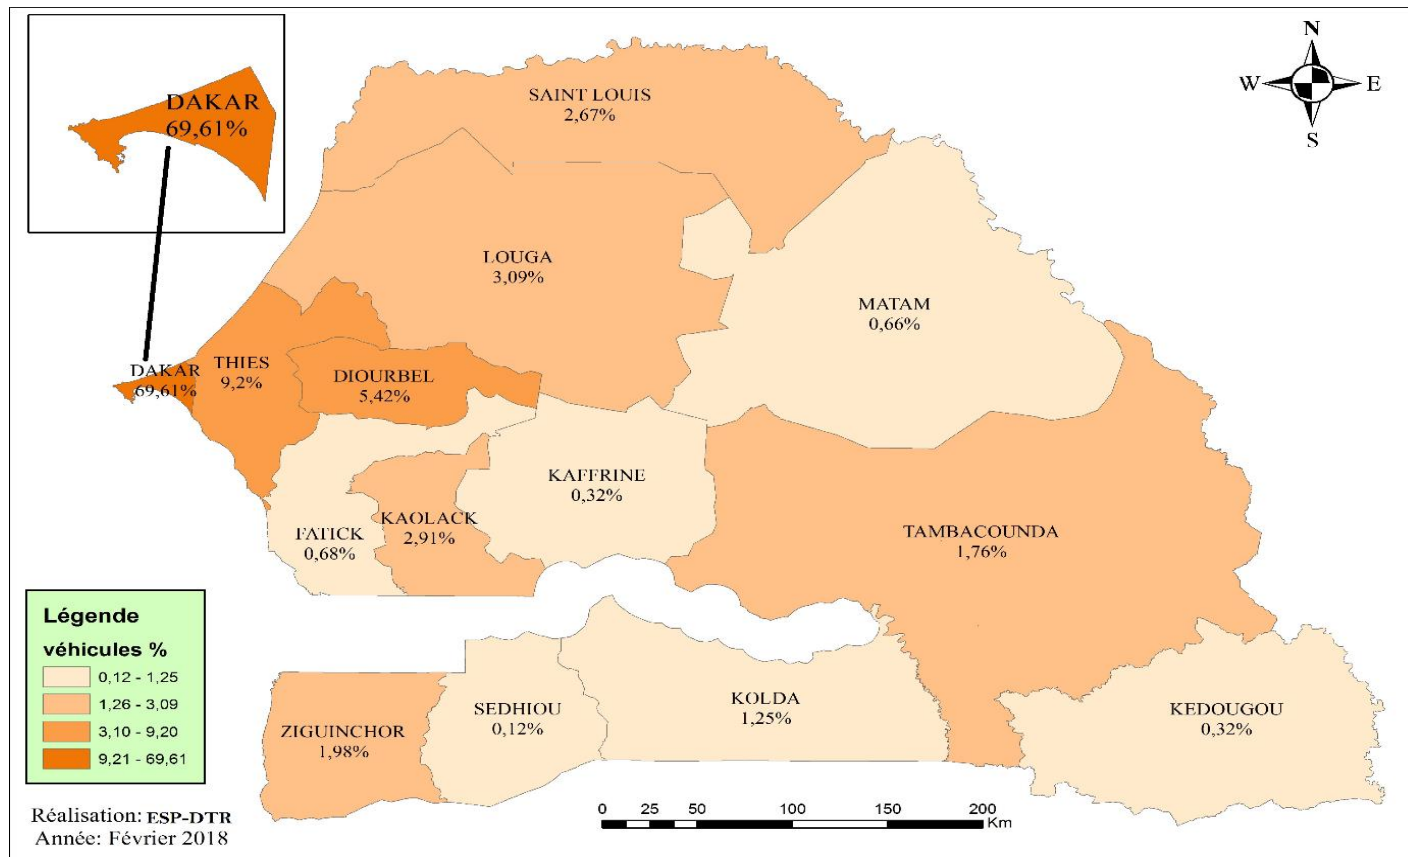 DAKAR
69,61%
N
W
E
S
SAINT LOUIS
2,67%
LOUGA
3,09%
MATAM
0,66%
DAKAR
69,61%
THIES
9,2%
DIOURBEL
5,42%
KAFFRINE
0,32%
FATICK
0,68%
KAOLACK
2,91%
TAMBACOUNDA
1,76%
ZIGUINCHOR
1,98%
SEDHIOU
0,12%
KOLDA
1,25%
KEDOUGOU
0,32%
Légende
véhicules %
0,12 - 1,25
1,26 - 3,09
3,10 - 9,20
9,21 - 69,61
Réalisation: ESP-DTR
Année: Février 2018
0 25 50 100 150 200
Km